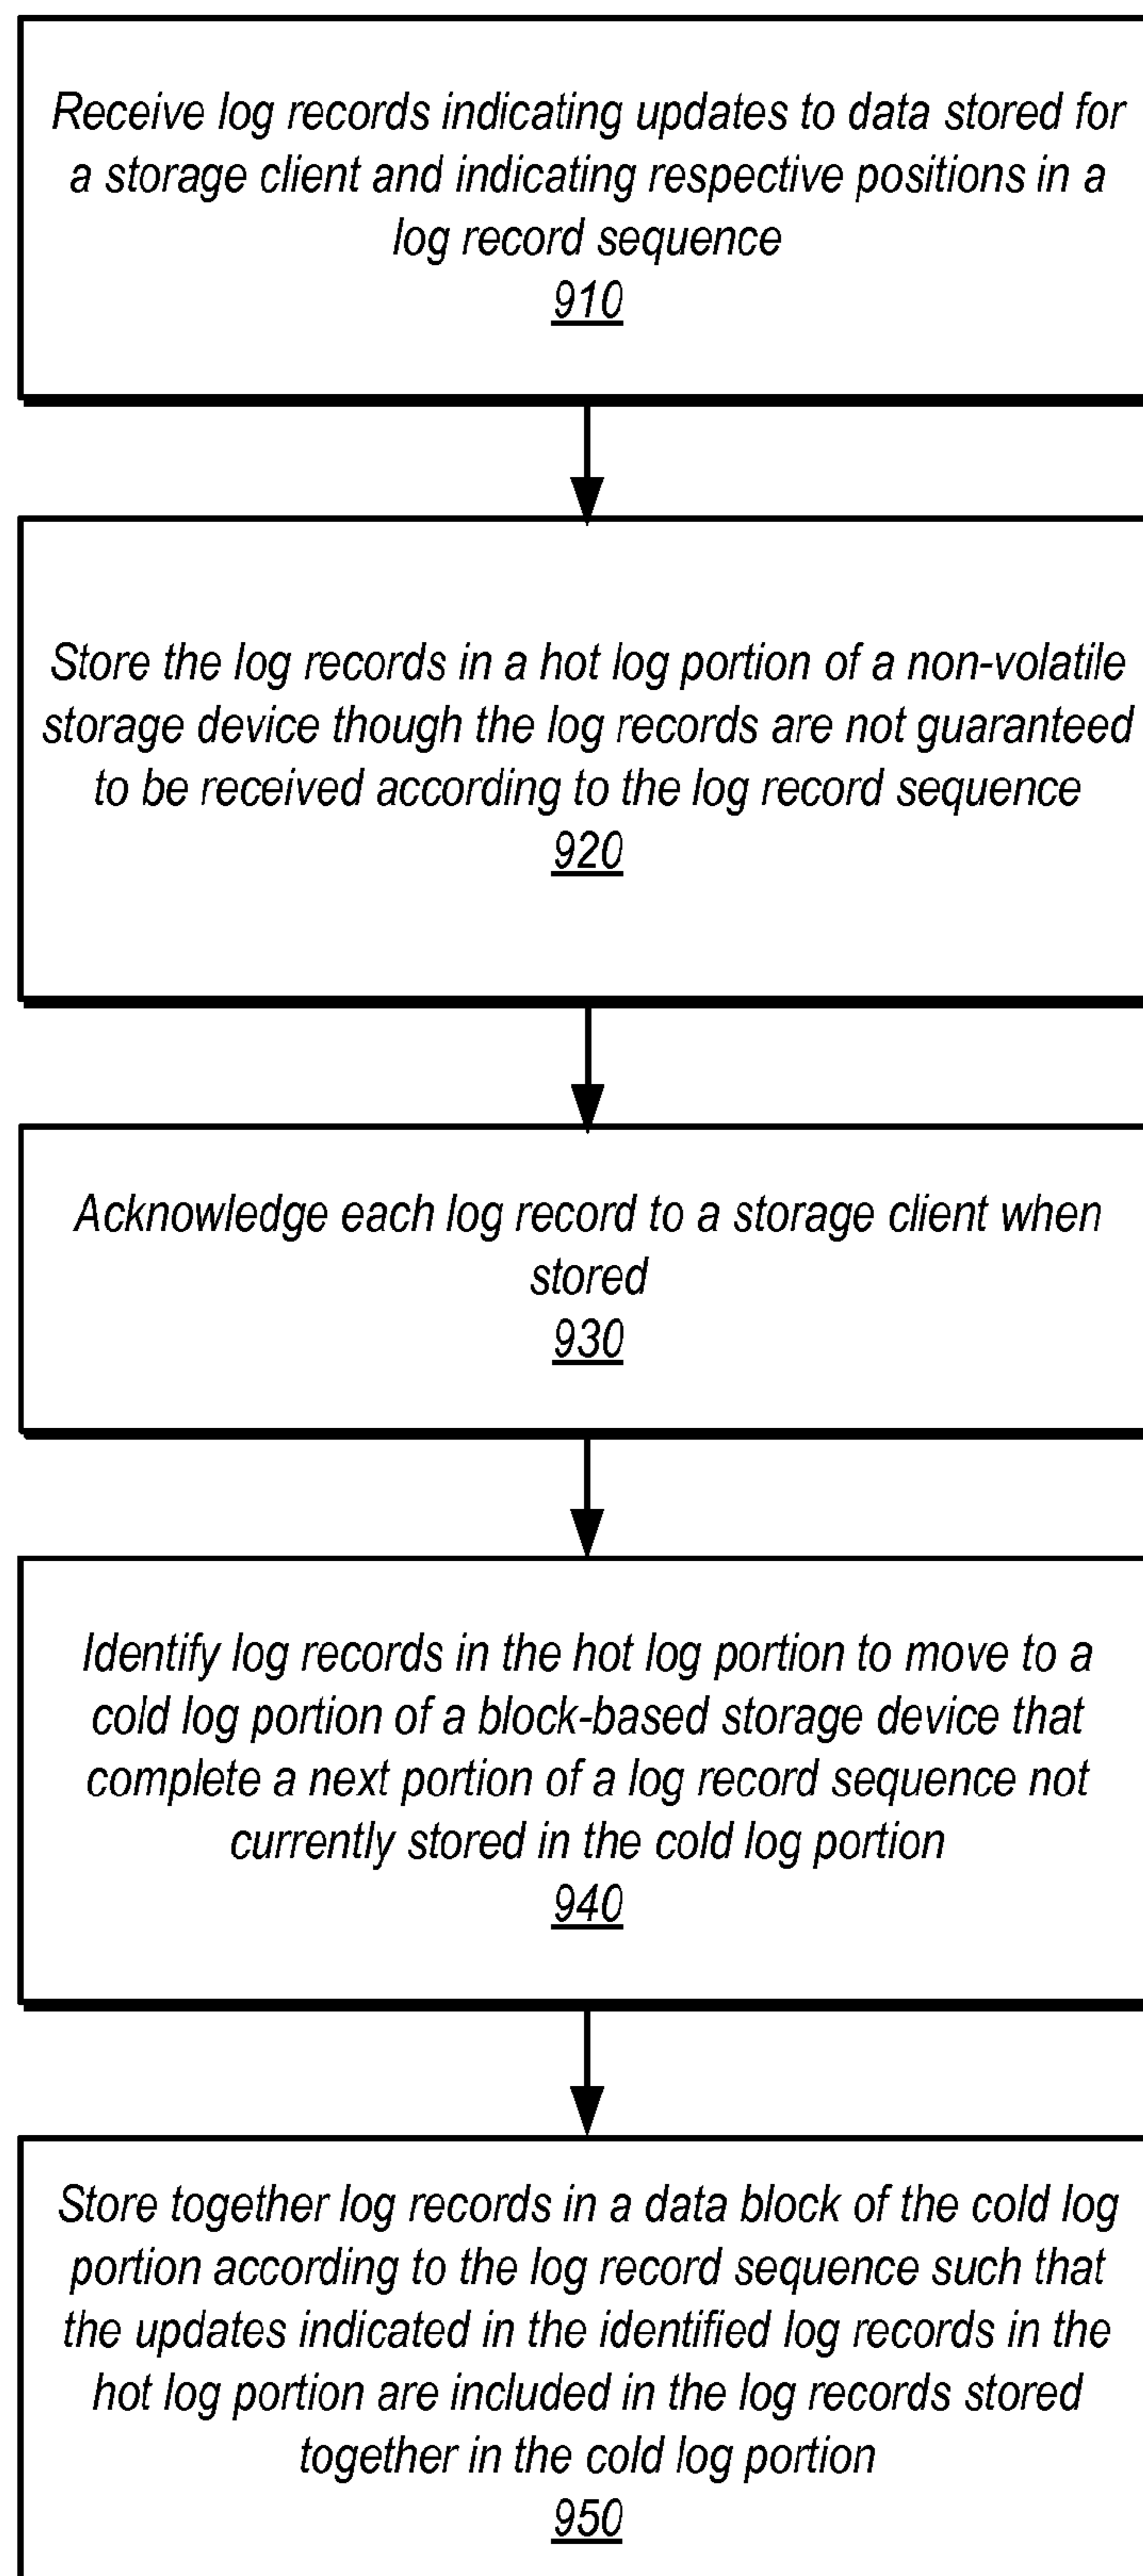 Receive log records indicating updates to data stored for
a storage client and indicating respective positions in a
log record sequence
910
Store the log records in a hot log portion of a non-volatile
storage device though the log records are not guaranteed
to be received according to the log record sequence
920
Acknowledge each log record to a storage client when
stored
930
Identify log records in the hot log portion to move to a
cold log portion of a block-based storage device that
complete a next portion of a log record sequence not
currently stored in the cold log portion
940
Store together log records in a data block of the cold log
portion according to the log record sequence such that
the updates indicated in the identified log records in the
hot log portion are included in the log records stored
together in the cold log portion
950